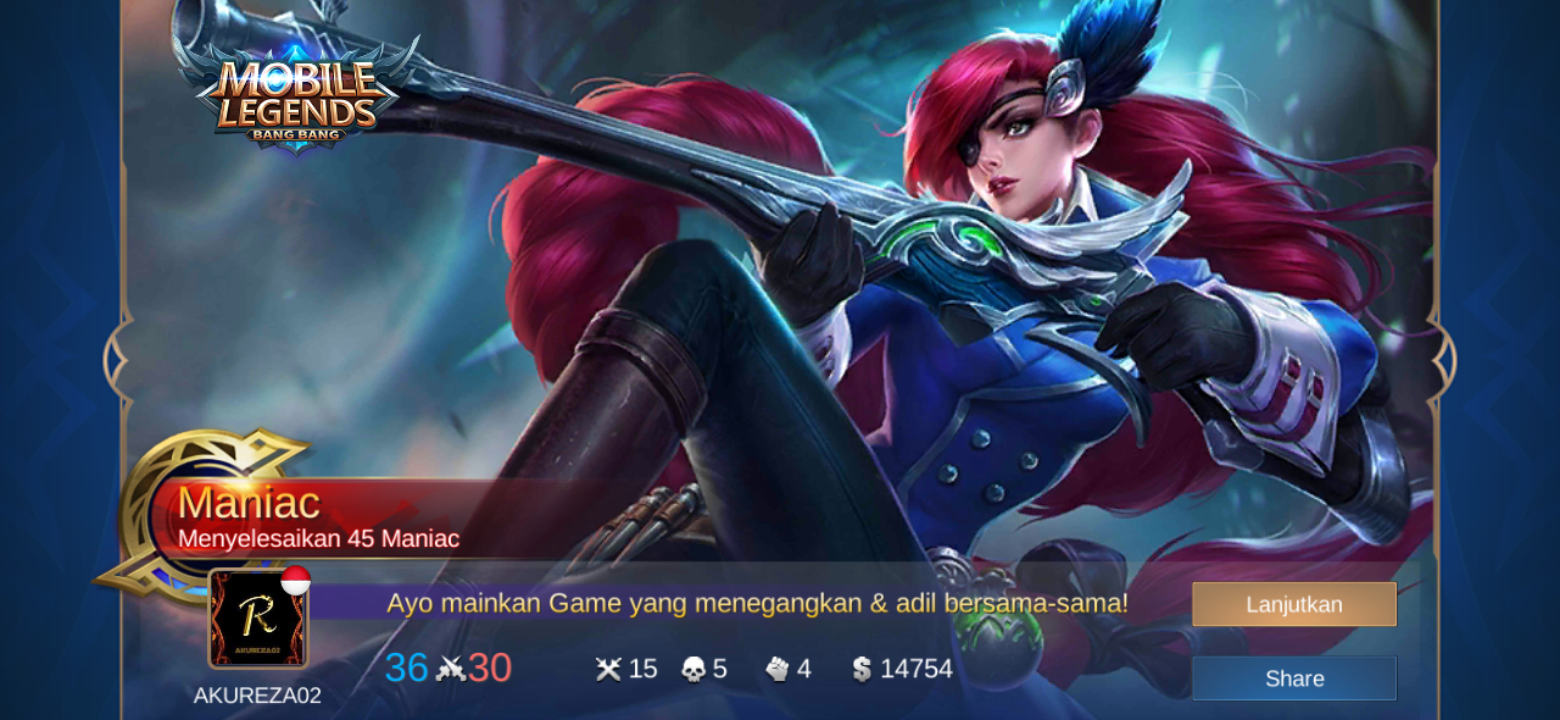 MOBILE
LEGENDS
BANG BANG
Maniac
Menyelesaikan 45 Maniac
R
AKUREZA02
Ayo mainkan Game yang menegangkan & adil bersama-sama!
Lanjutkan
36 30 15 5 4 $ 14754
Share
AKUREZA02